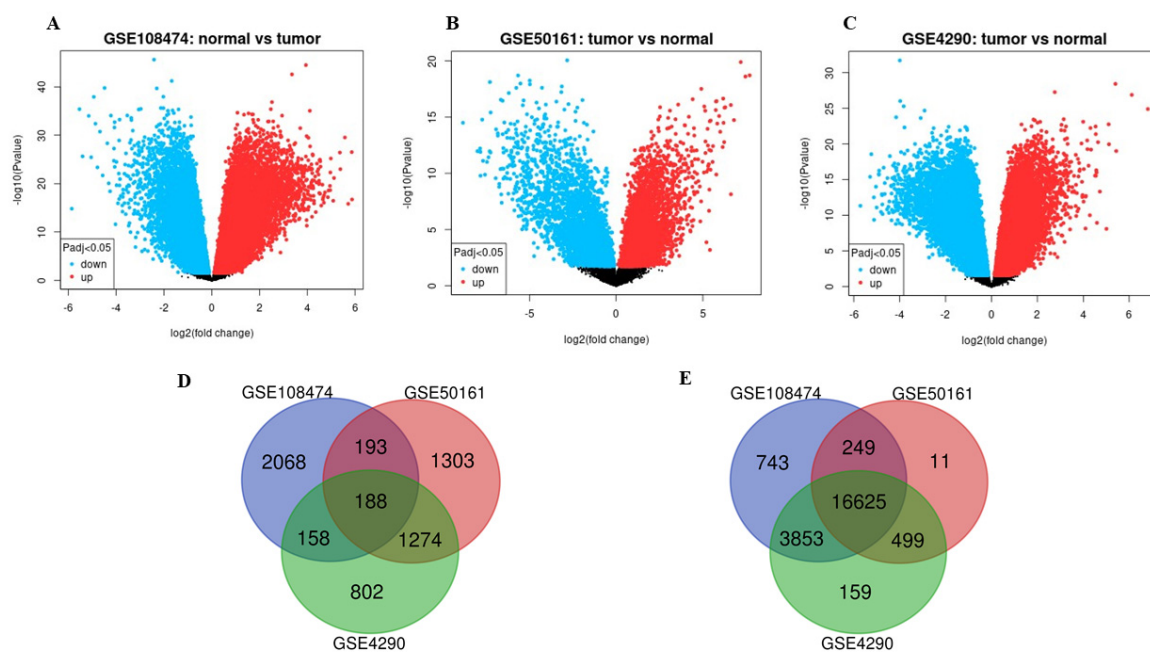 A
GSE108474: normal vs tumor
-log10(Pvalue)
40
30
20
10
0
Padj<0.05
down
up
-6 -4 -2 0 2 4 6
log2(fold change)
B
GSE50161: tumor vs normal
-log10(Pvalue)
20
15
10
5
0
Padj<0.05
down
up
-5 0 5
log2(fold change)
C
GSE4290: tumor vs normal
-log10(Pvalue)
30
25
20
15
10
5
0
Padj<0.05
down
up
-6 -4 -2 0 2 4 6
log2(fold change)
D
GSE108474 GSE50161
2068 193 1303
188
158 1274
802
GSE4290
E
GSE108474 GSE50161
743 249 11
16625
3853 499
159
GSE4290